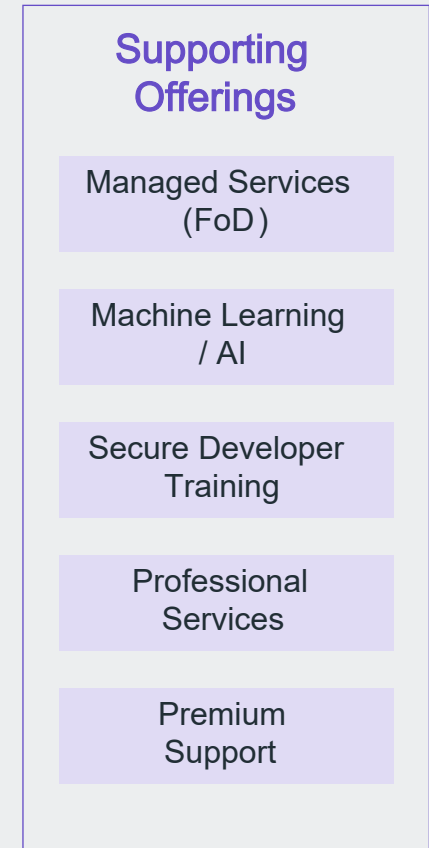 Supporting
Offerings
Managed Services
(FoD)
Machine Learning
/ AI
Secure Developer
Training
Professional
Services
Premium
Support